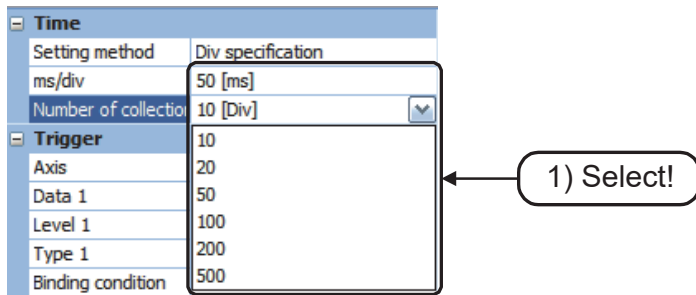 Time
Setting method Div specification
ms/div 50 [ms]
Number of collectio 10 [Div]
Trigger 10
Axis 20
Data 1 50
Level 1 100
Type 1 200
Binding condition 500
1) Select!